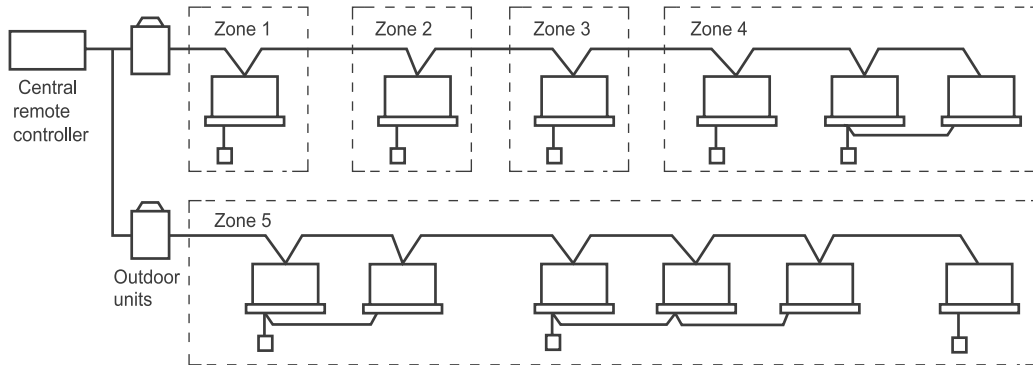 Zone 1
Zone 2
Zone 3
Zone 4
Central
remote
controller
Zone 5
Outdoor
units